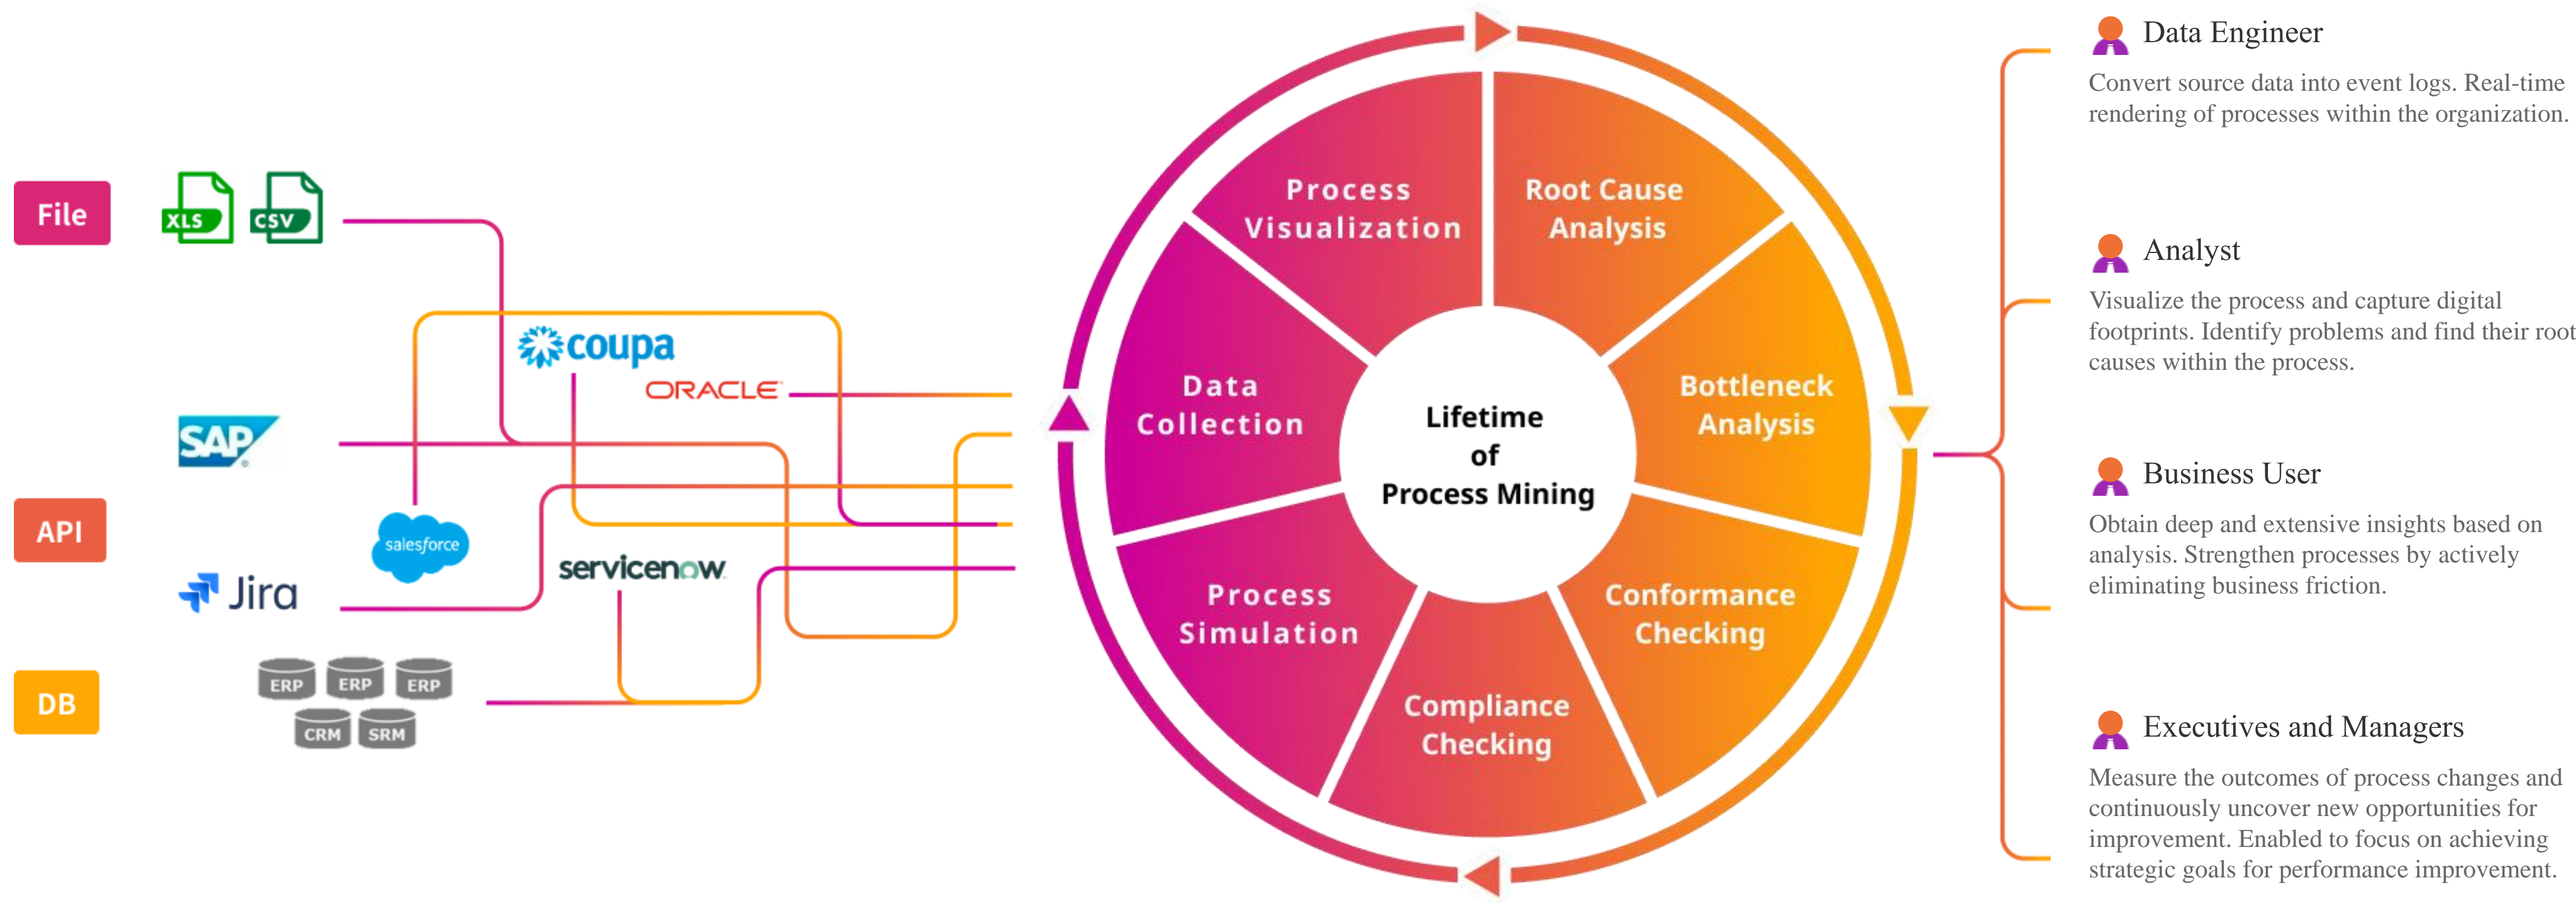 File
XLS
CSV
coupa
ORACLE
SAP
API
salesforce
servicenow
Jira
DB
ERP
ERP
ERP
CRM
SRM
Process
Visualization
Root Cause
Analysis
Data
Collection
Bottleneck
Analysis
Lifetime
of
Process Mining
Process
Simulation
Conformance
Checking
Compliance
Checking
Data Engineer
Convert source data into event logs. Real-time
rendering of processes within the organization.
Analyst
Visualize the process and capture digital
footprints. Identify problems and find their root
causes within the process.
Business User
Obtain deep and extensive insights based on
analysis. Strengthen processes by actively
eliminating business friction.
Executives and Managers
Measure the outcomes of process changes and
continuously uncover new opportunities for
improvement. Enabled to focus on achieving
strategic goals for performance improvement.